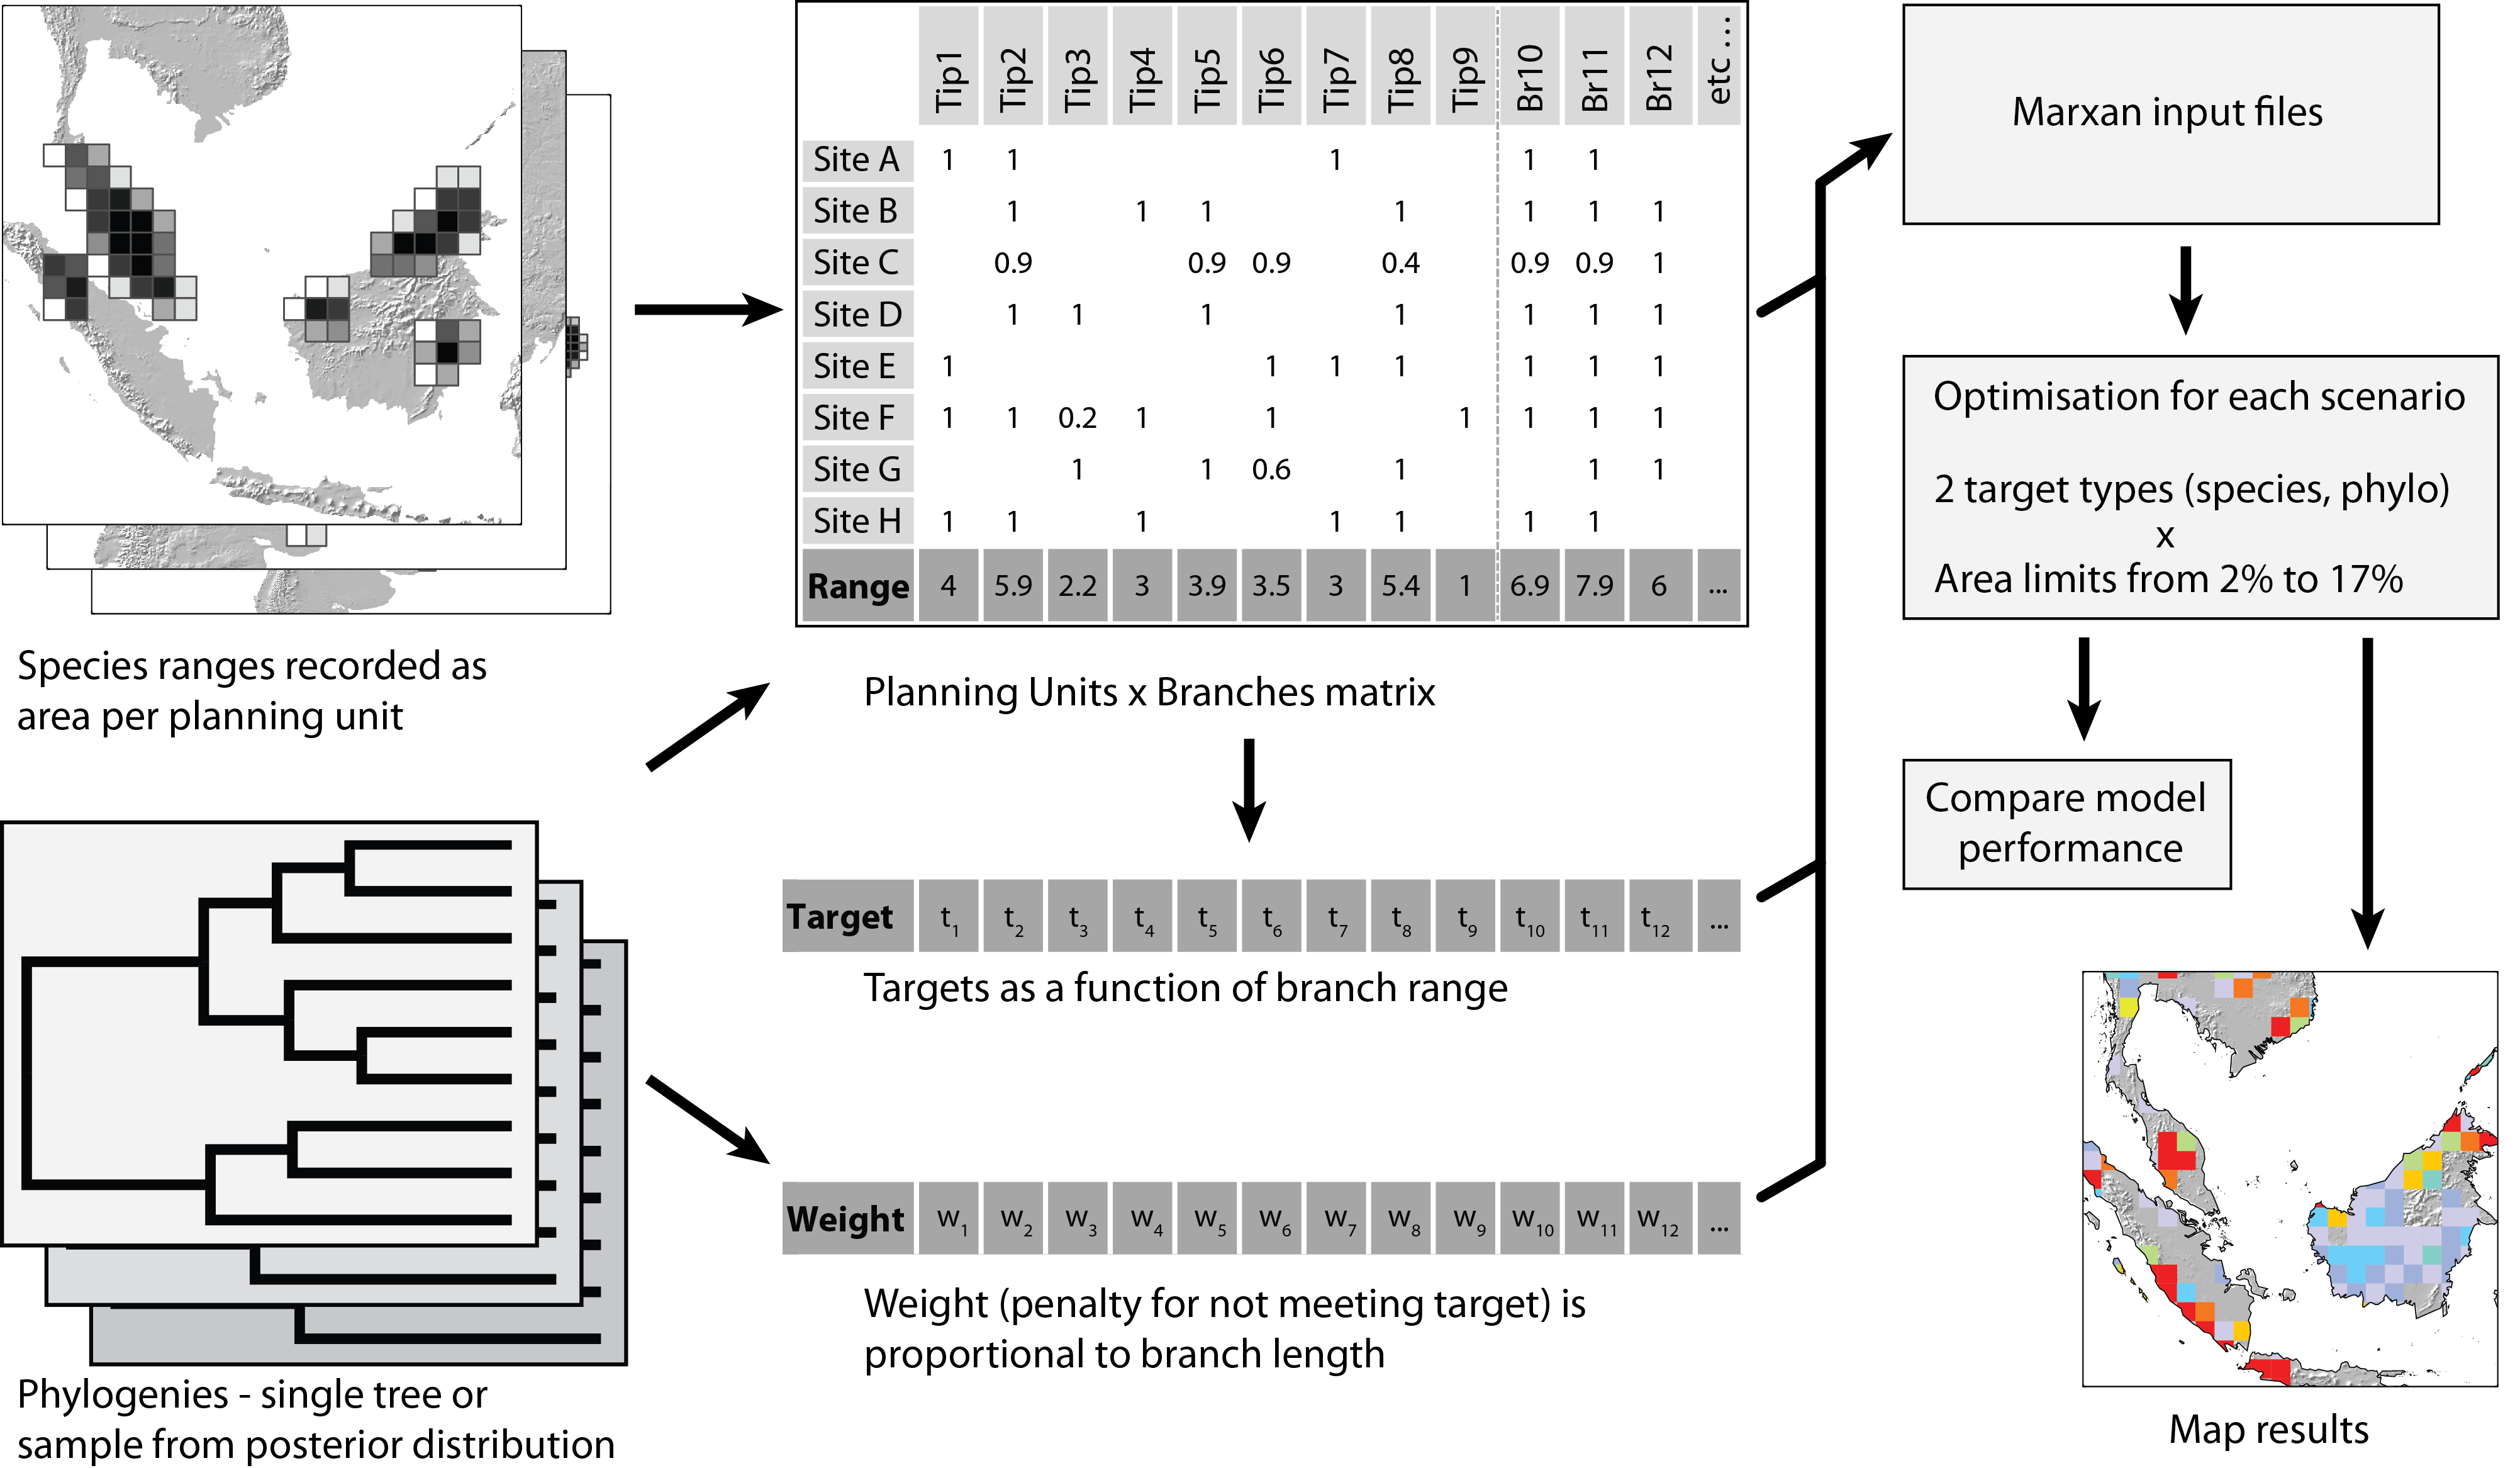 Tip1 Tip2 Tip3 Tip4 Tip5 Tip6 Tip7 Tip8 Tip9 Br10 Br11 Br12 etc ...
Site A 1 1 1 1 1
Site B 1 1 1 1 1 1 1
Site C 0.9 0.9 0.9 0.4 0.9 0.9 1
Site D 1 1 1 1 1 1 1
Site E 1 1 1 1 1 1 1
Site F 1 1 0.2 1 1 1 1 1 1
Site G 1 1 0.6 1 1 1
Site H 1 1 1 1 1 1 1
Range 4 5.9 2.2 3 3.9 3.5 3 5.4 1 6.9 7.9 6 ...
Species ranges recorded as
area per planning unit
Planning Units x Branches matrix
Target t1 t2 t3 t4 t5 t6 t7 t8 t9 t10 t11 t12 ...
Targets as a function of branch range
Weight w1 w2 w3 w4 w5 w6 w7 w8 w9 w10 w11 w12 ...
Weight (penalty for not meeting target) is
proportional to branch length
Phylogenies - single tree or
sample from posterior distribution
Marxan input files
Optimisation for each scenario
2 target types (species, phylo)
x
Area limits from 2% to 17%
Compare model
performance
Map results